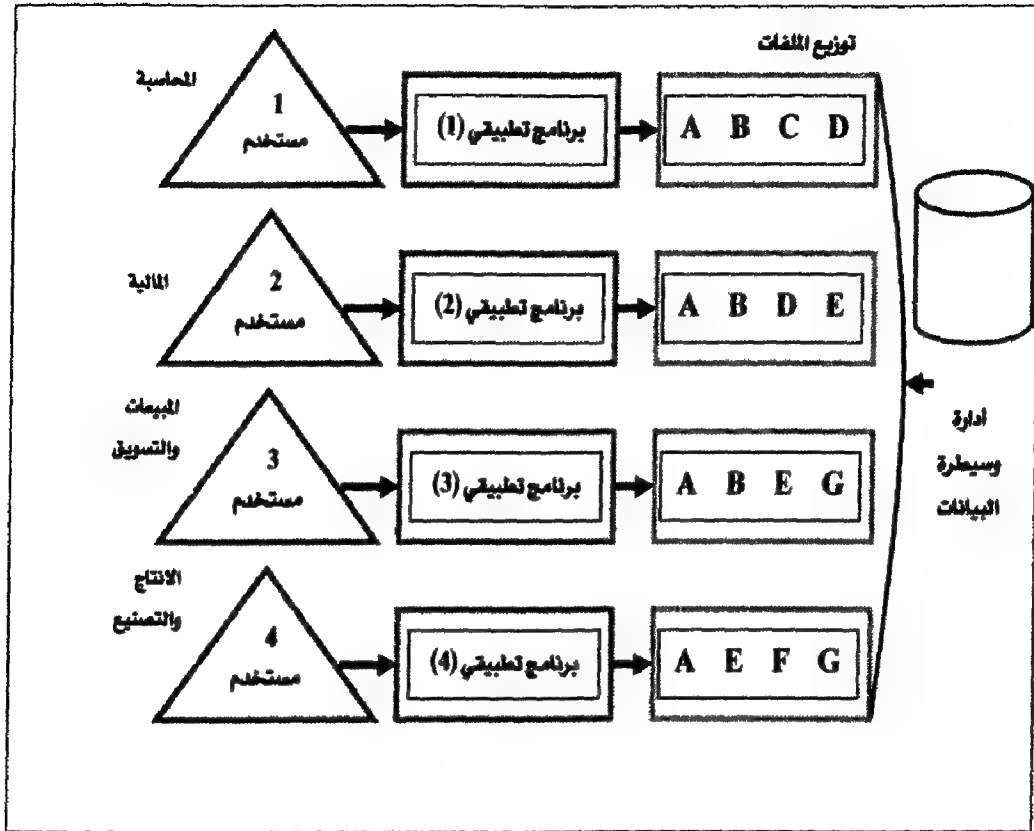 توزيع الملفات
المحاسبة
1
مستخدم
برنامج تطبيقي (1)
A B C D
المالية
2
مستخدم
برنامج تطبيقي (2)
A B D E
المبيعات
والتسويق
3
مستخدم
برنامج تطبيقي (3)
A B E G
أدارة
وسيطرة
البيانات
الانتاج
والتصنيع
4
مستخدم
برنامج تطبيقي (4)
A E F G